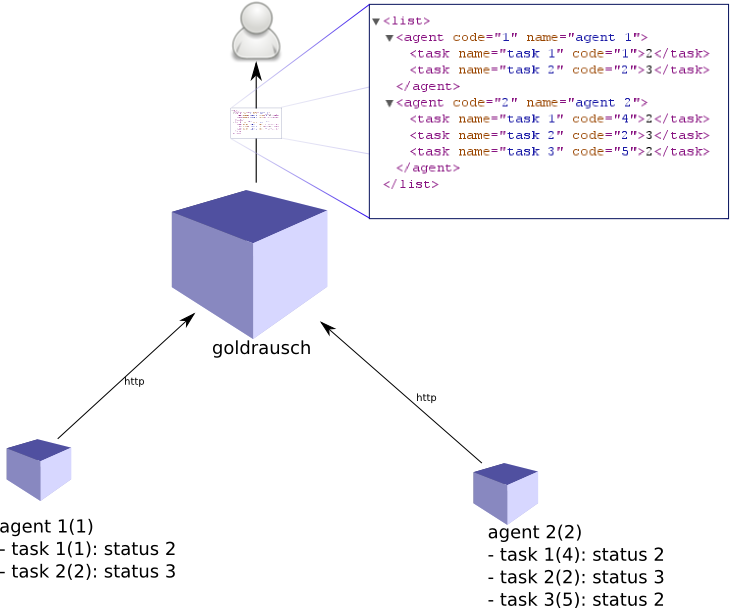 <list>
<agent code="1" name="agent 1">
<task name="task 1" code="1">2</task>
<task name="task 2" code="2">3</task>
</agent>
<agent code="2" name="agent 2">
<task name="task 1" code="4">2</task>
<task name="task 2" code="2">3</task>
<task name="task 3" code="5">2</task>
</agent>
</list>
goldrausch
http
http
agent 1(1)
- task 1(1): status 2
- task 2(2): status 3
agent 2(2)
- task 1(4): status 2
- task 2(2): status 3
- task 3(5): status 2